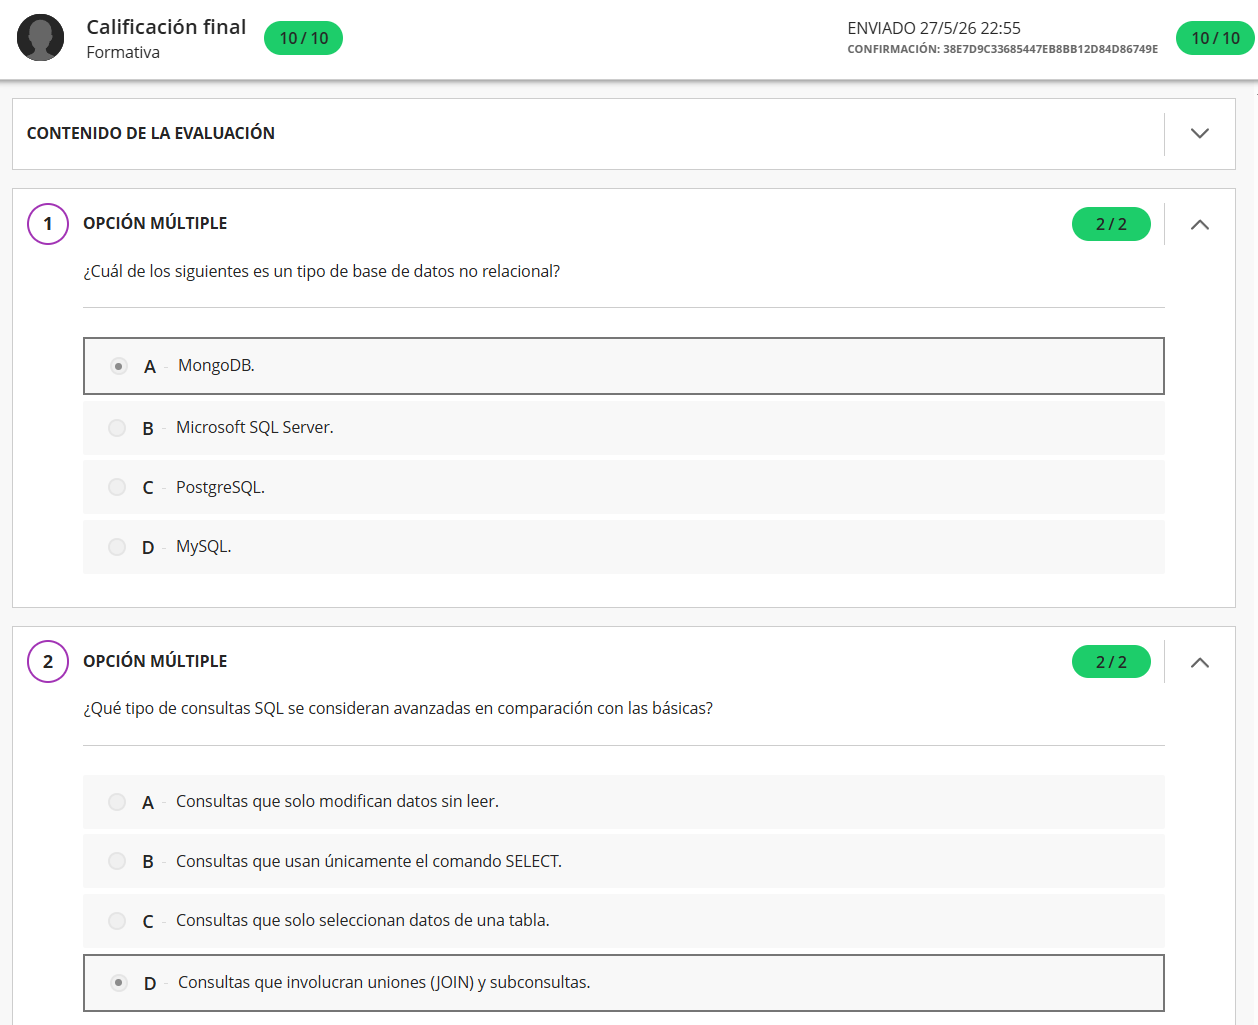 Calificación final
Formativa
10 / 10
ENVIADO 27/5/26 22:55
CONFIRMACIÓN: 38E7D9C33685447EB8BB12D84D86749E
10 / 10
CONTENIDO DE LA EVALUACIÓN
1
OPCIÓN MÚLTIPLE
2 / 2
¿Cuál de los siguientes es un tipo de base de datos no relacional?
A - MongoDB.
B - Microsoft SQL Server.
C - PostgreSQL.
D - MySQL.
2
OPCIÓN MÚLTIPLE
2 / 2
¿Qué tipo de consultas SQL se consideran avanzadas en comparación con las básicas?
A - Consultas que solo modifican datos sin leer.
B - Consultas que usan únicamente el comando SELECT.
C - Consultas que solo seleccionan datos de una tabla.
D - Consultas que involucran uniones (JOIN) y subconsultas.